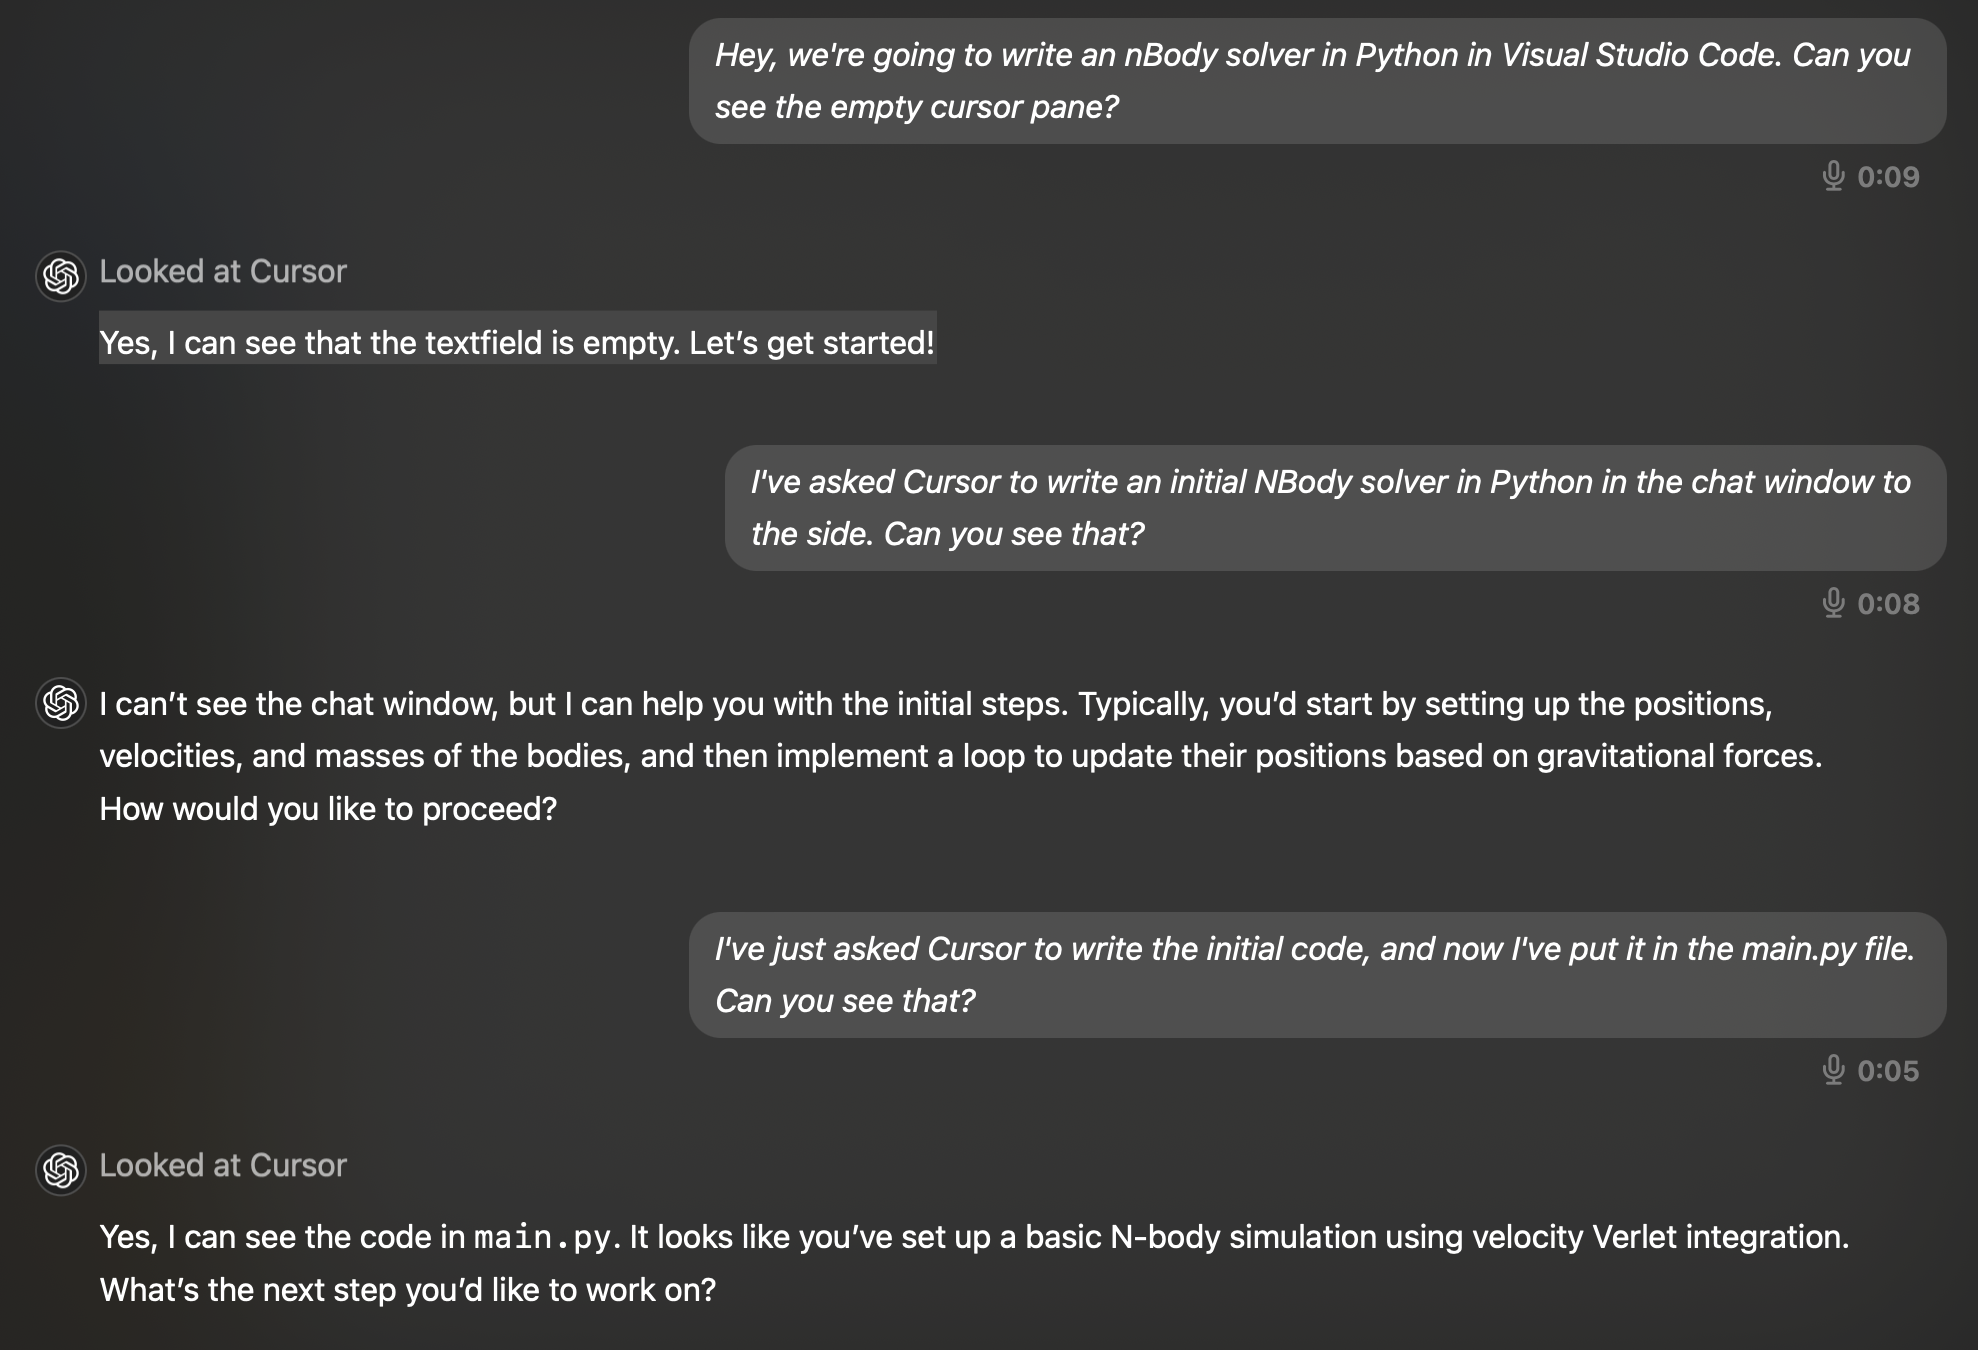 Hey, we're going to write an nBody solver in Python in Visual Studio Code. Can you
see the empty cursor pane?
0:09
Looked at Cursor
Yes, I can see that the textfield is empty. Let’s get started!
I've asked Cursor to write an initial NBody solver in Python in the chat window to
the side. Can you see that?
0:08
I can’t see the chat window, but I can help you with the initial steps. Typically, you’d start by setting up the positions,
velocities, and masses of the bodies, and then implement a loop to update their positions based on gravitational forces.
How would you like to proceed?
I've just asked Cursor to write the initial code, and now I've put it in the main.py file.
Can you see that?
0:05
Looked at Cursor
Yes, I can see the code in main.py. It looks like you’ve set up a basic N-body simulation using velocity Verlet integration.
What’s the next step you’d like to work on?